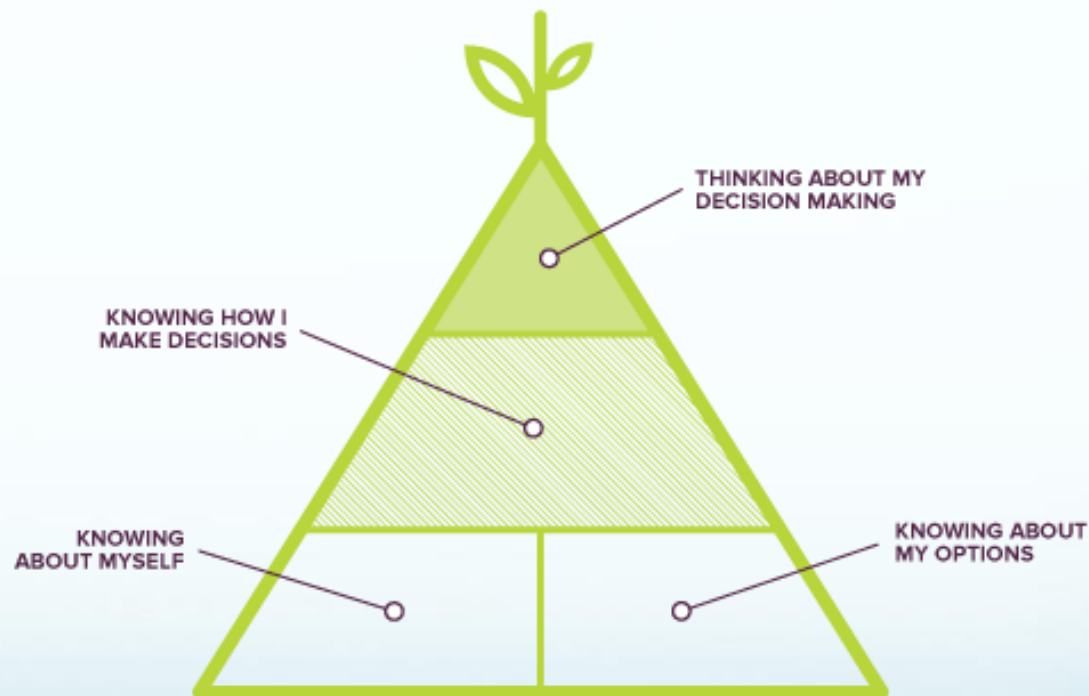 THINKING ABOUT MY
DECISION MAKING
KNOWING HOW I
MAKE DECISIONS
KNOWING
ABOUT MYSELF
KNOWING ABOUT
MY OPTIONS